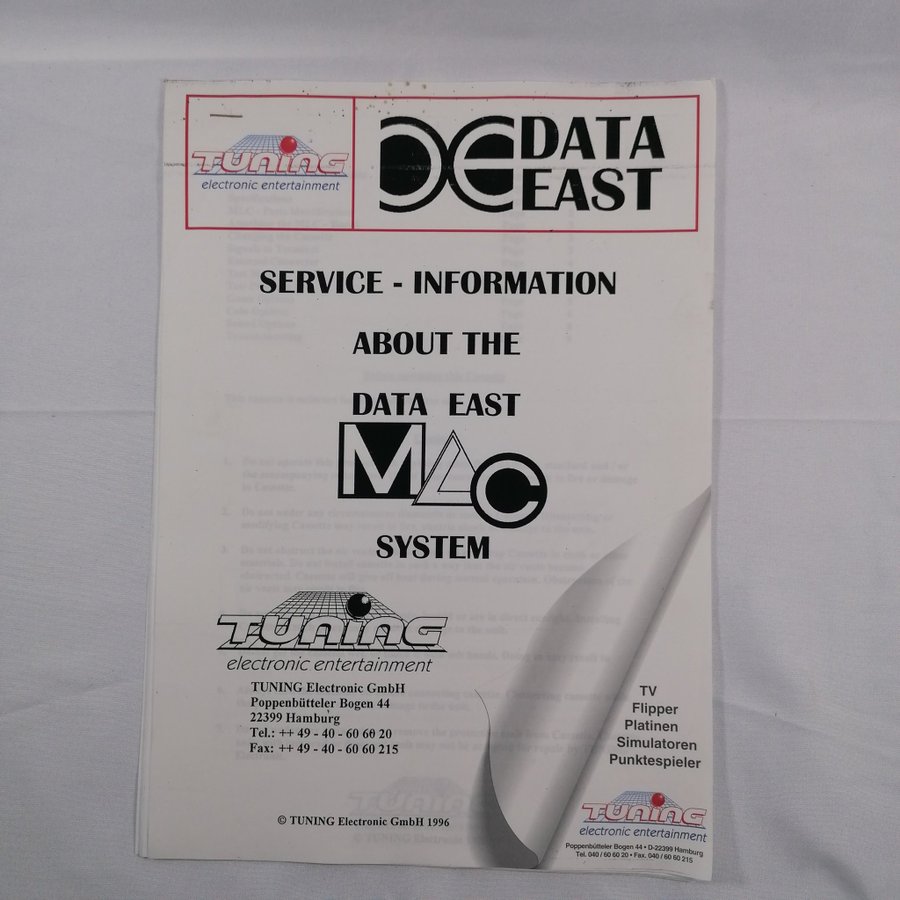 TUNING
electronic entertainment
DATA
EAST
SERVICE - INFORMATION
ABOUT THE
DATA EAST
MLC
SYSTEM
TUNING
electronic entertainment
TUNING Electronic GmbH
Poppenbütteler Bogen 44
22399 Hamburg
Tel.: ++ 49 - 40 - 60 60 20
Fax: ++ 49 - 40 - 60 60 215
TV
Flipper
Platinen
Simulatoren
Punktespieler
© TUNING Electronic GmbH 1996
TUNING
electronic entertainment
Poppenbütteler Bogen 44 • D-22399 Hamburg
Tel. 040 / 60 60 20 • Fax. 040 / 60 60 215